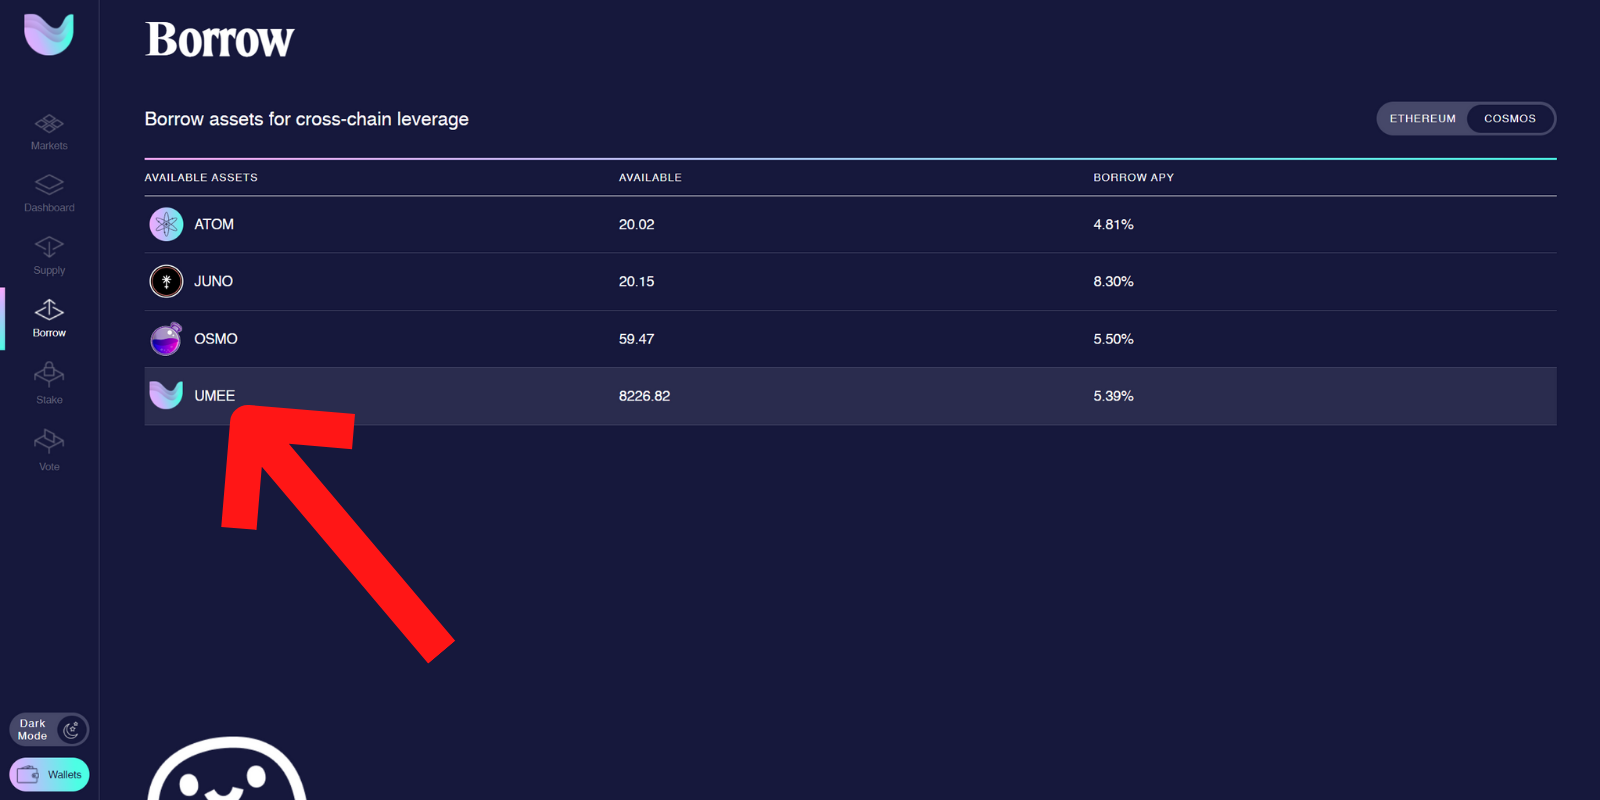 Borrow
Borrow assets for cross-chain leverage
ETHEREUM COSMOS
AVAILABLE ASSETS AVAILABLE BORROW APY
ATOM 20.02 4.81%
JUNO 20.15 8.30%
OSMO 59.47 5.50%
UMEE 8226.82 5.39%
Markets
Dashboard
Supply
Borrow
Stake
Vote
Dark
Mode
Wallets